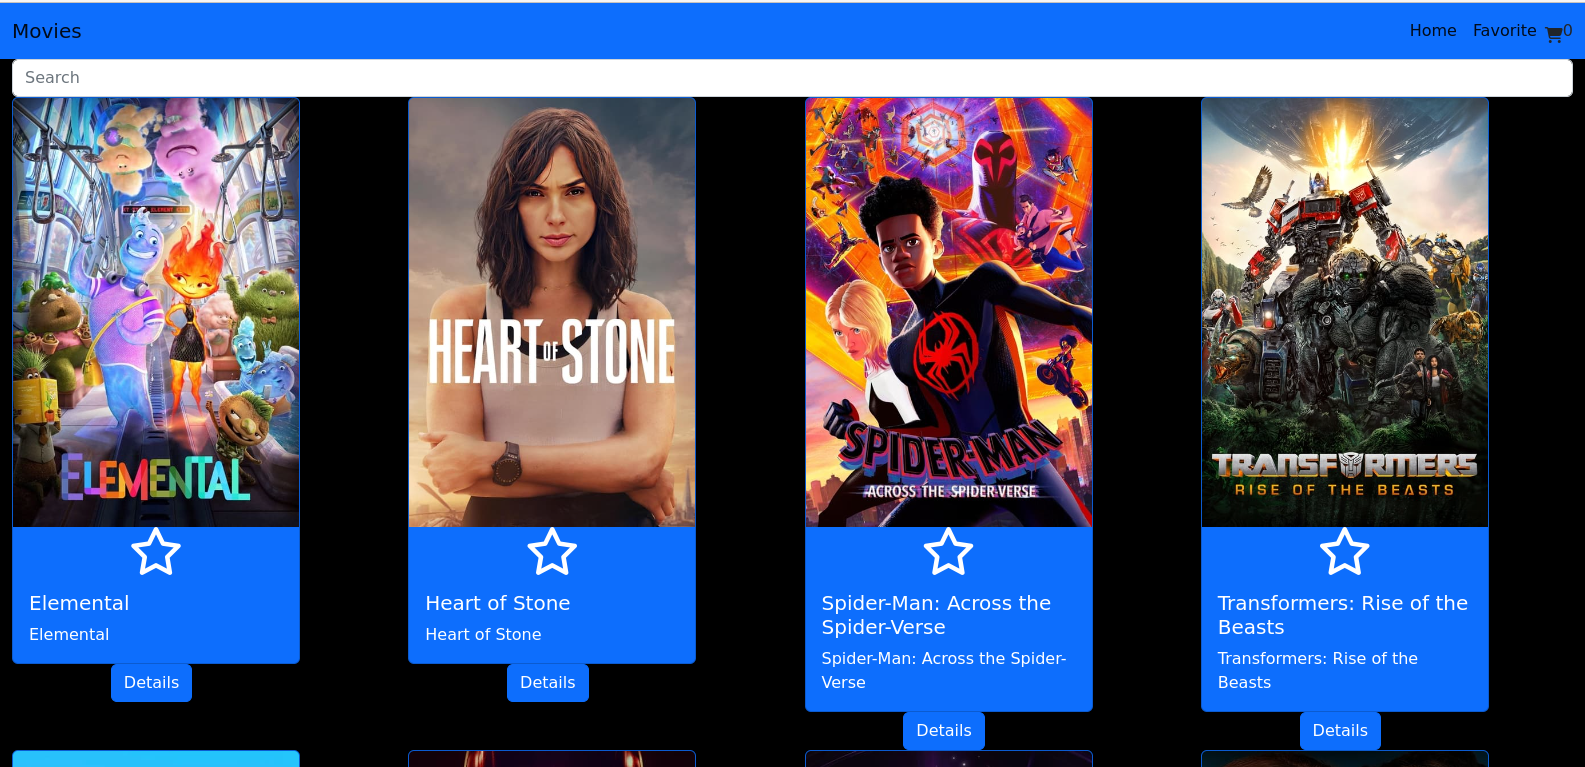 Movies
Home Favorite 0
Search
ELEMENTAL
HEART OF STONE
SPIDER-MAN
ACROSS THE SPIDER-VERSE
TRANSFORMERS
RISE OF THE BEASTS
Elemental
Elemental
Details
Heart of Stone
Heart of Stone
Details
Spider-Man: Across the
Spider-Verse
Spider-Man: Across the Spider-
Verse
Details
Transformers: Rise of the
Beasts
Transformers: Rise of the
Beasts
Details